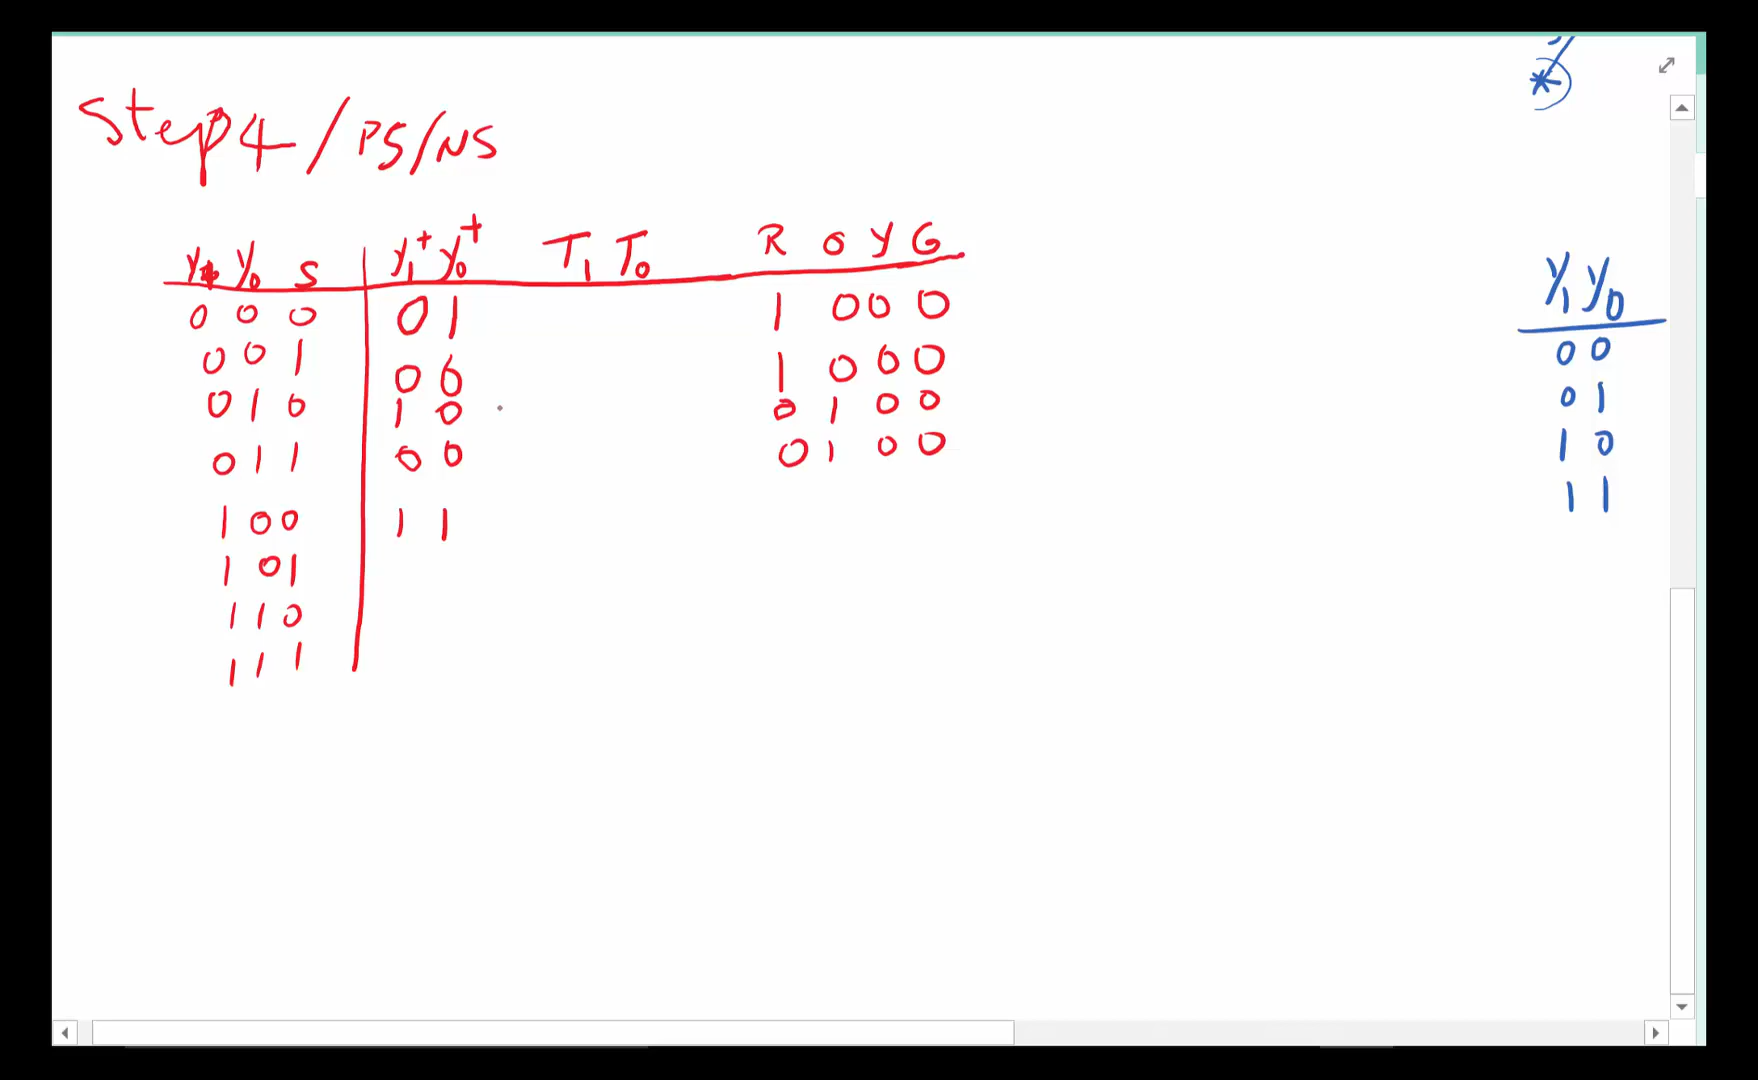 Step 4 / PS/NS
Y1 Y0 S Y1+ Y0+ T1 T0 R O Y G
0 0 0 0 1 1 0 0 0
0 0 1 0 0 1 0 0 0
0 1 0 1 0 0 1 0 0
0 1 1 0 0 0 1 0 0
1 0 0 1 1
1 0 1
1 1 0
1 1 1
Y1 Y0
0 0
0 1
1 0
1 1